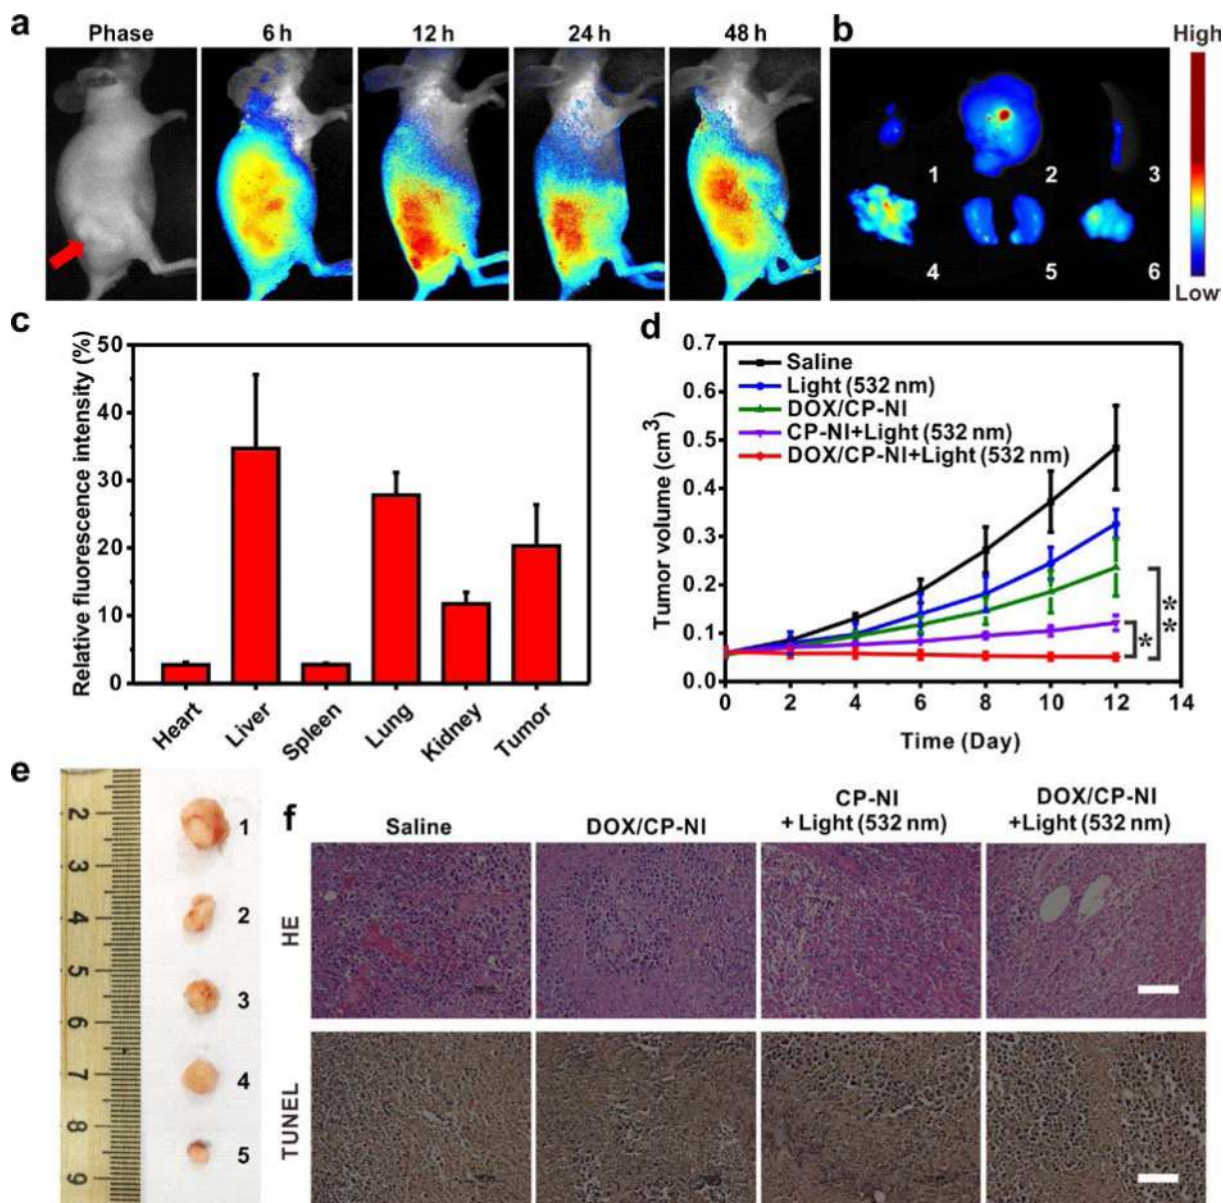 a
Phase
6 h
12 h
24 h
48 h
b
High
1
2
3
4
5
6
Low
c
Relative fluorescence intensity (%)
50
40
30
20
10
0
Heart
Liver
Spleen
Lung
Kidney
Tumor
d
Tumor volume (cm³)
0.7
0.6
0.5
0.4
0.3
0.2
0.1
0.0
Saline
Light (532 nm)
DOX/CP-NI
CP-NI+Light (532 nm)
DOX/CP-NI+Light (532 nm)
**
*
0
2
4
6
8
10
12
14
Time (Day)
e
2
3
4
5
6
7
8
9
1
2
3
4
5
f
Saline
DOX/CP-NI
CP-NI
+ Light (532 nm)
DOX/CP-NI
+Light (532 nm)
HE
TUNEL